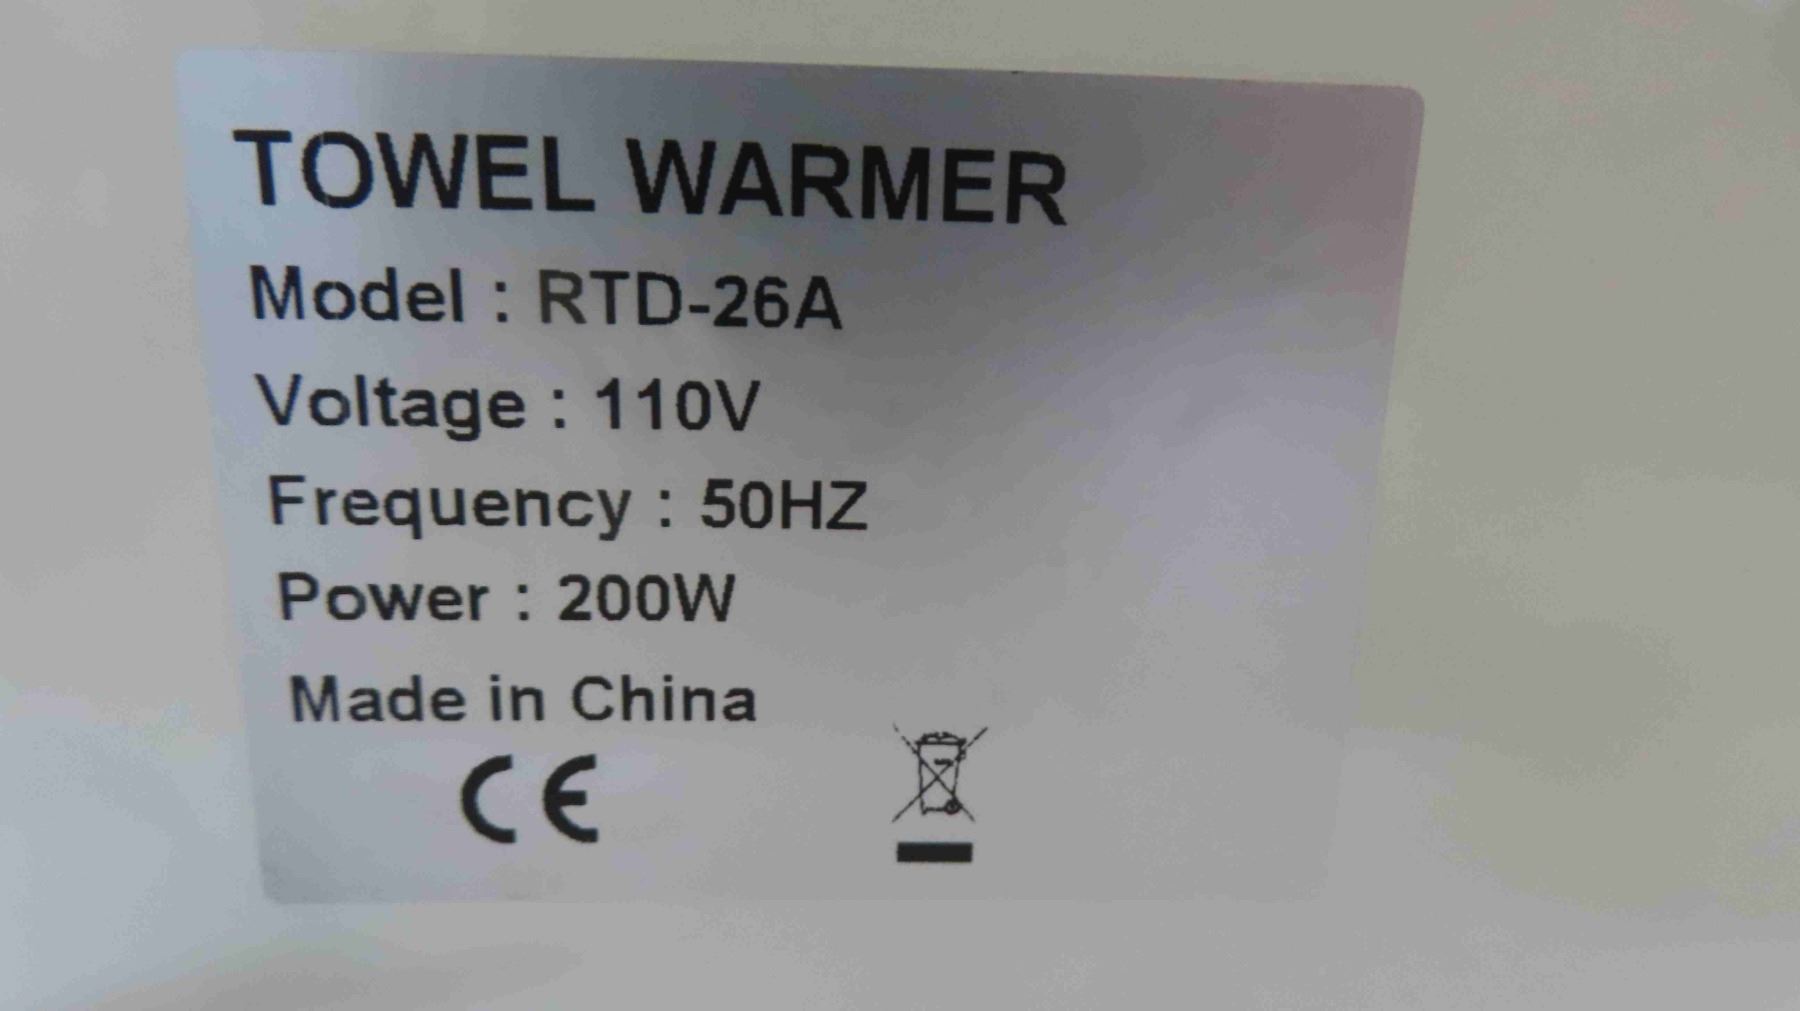 TOWEL WARMER
Model : RTD-26A
Voltage : 110V
Frequency : 50HZ
Power : 200W
Made in China
CE